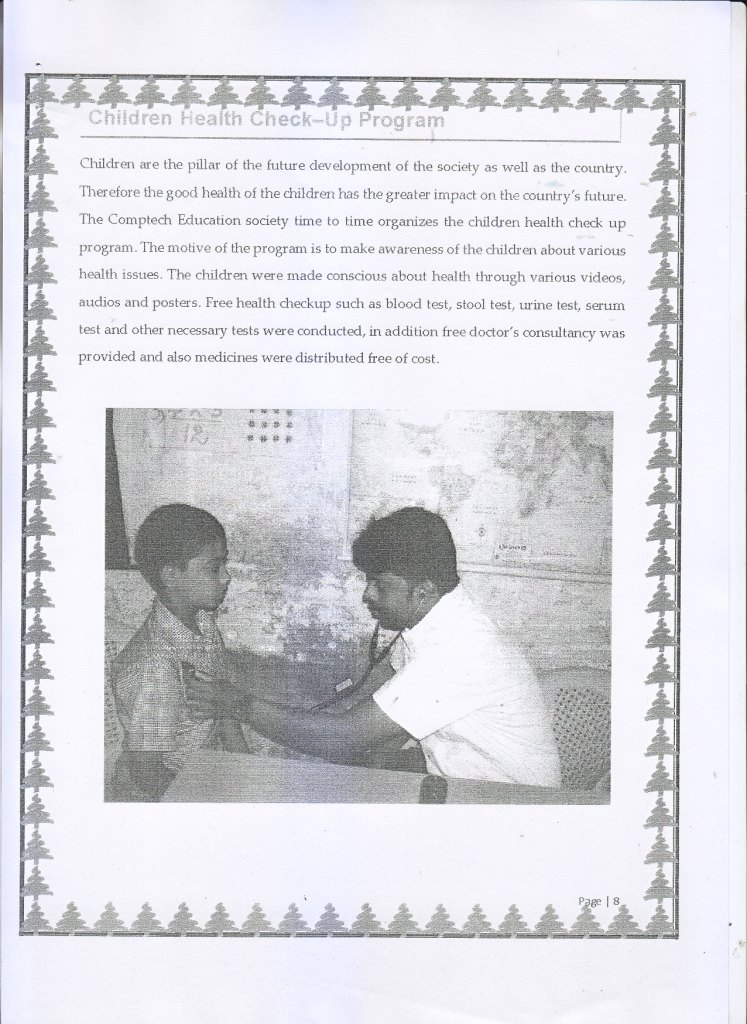 Children Health Check–Up Program
Children are the pillar of the future development of the society as well as the country.
Therefore the good health of the children has the greater impact on the country's future.
The Comptech Education society time to time organizes the children health check up
program. The motive of the program is to make awareness of the children about various
health issues. The children were made conscious about health through various videos,
audios and posters. Free health checkup such as blood test, stool test, urine test, serum
test and other necessary tests were conducted, in addition free doctor's consultancy was
provided and also medicines were distributed free of cost.
12
Page | 8